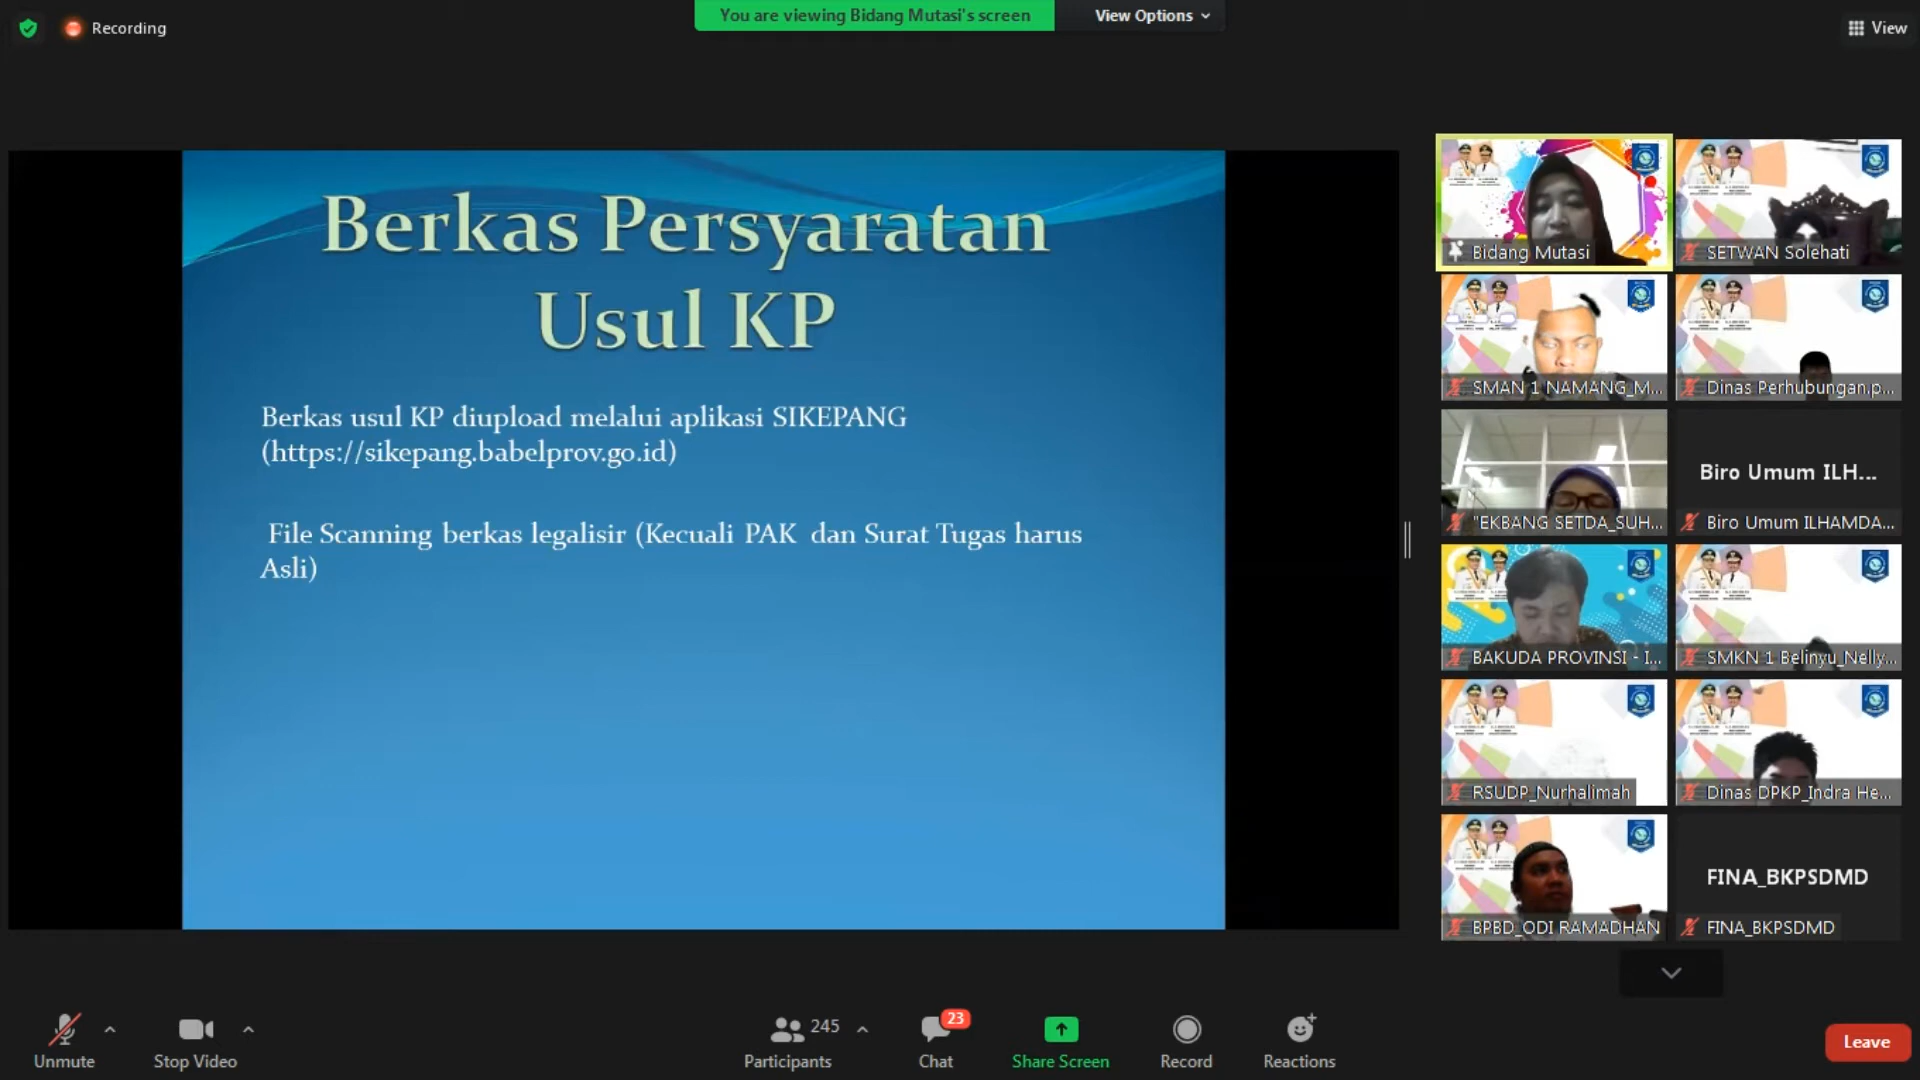 Recording
You are viewing Bidang Mutasi's screen
View Options
View
Berkas Persyaratan
Usul KP
Berkas usul KP diupload melalui aplikasi SIKEPANG
(https://sikepang.babelprov.go.id)
File Scanning berkas legalisir (Kecuali PAK dan Surat Tugas harus
Asli)
Bidang Mutasi
SETWAN Solehati
SMAN 1 NAMANG_M...
Dinas Perhubungan.p...
"EKBANG SETDA_SUH...
Biro Umum ILH...
Biro Umum ILHAMDA...
BAKUDA PROVINSI - I...
SMKN 1 Belinyu_Nelly...
RSUDP_Nurhalimah
Dinas DPKP_Indra He...
BPBD_ODI RAMADHAN
FINA_BKPSDMD
FINA_BKPSDMD
Unmute
Stop Video
245
Participants
23
Chat
Share Screen
Record
Reactions
Leave